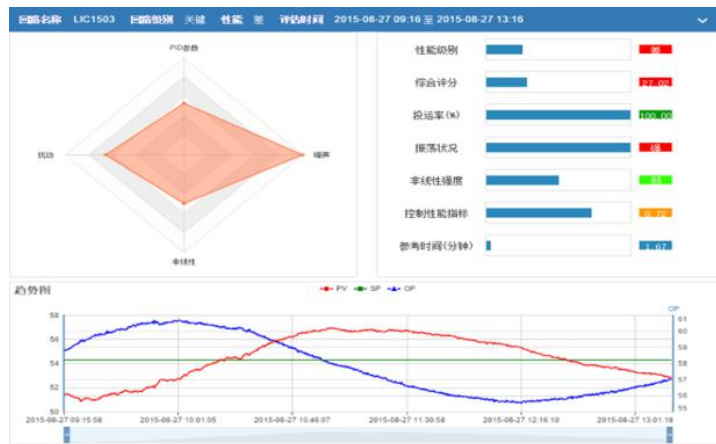 回路名称 LIC1503 回路级别 关键 性能 差 评估时间 2015-08-27 09:16 至 2015-08-27 13:16
PID参数
扰动
噪声
非线性
性能级别 差
综合评分 27.02
投运率(%) 100.00
振荡状况 强
非线性强度
控制性能指标 0.72
参考时间(分钟) 1.67
趋势图
PV SP OP
OP
58
56
54
52
50
61
60
59
58
57
56
55
2015-08-27 09:15:58 2015-08-27 10:01:05 2015-08-27 10:46:07 2015-08-27 11:30:58 2015-08-27 12:16:10 2015-08-27 13:01:18